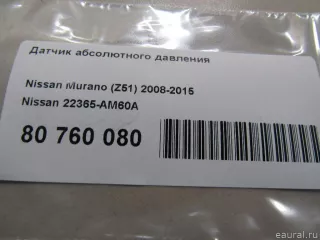 Датчик абсолютного давления
Nissan Murano (Z51) 2008-2015
Nissan 22365-AM60A
80 760 080
eaural.ru